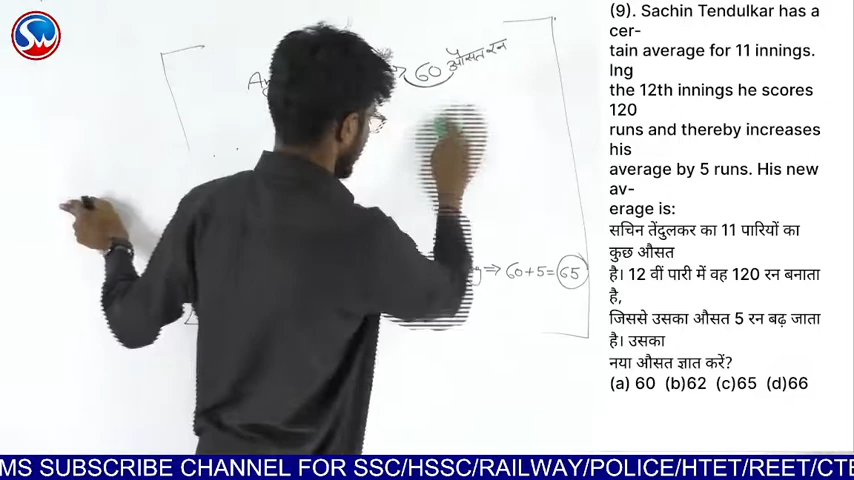 SW
60 औसत रन
⇒ 60+5=65
(9). Sachin Tendulkar has a
cer-
tain average for 11 innings.
Ing
the 12th innings he scores
120
runs and thereby increases
his
average by 5 runs. His new
av-
erage is:
सचिन तेंदुलकर का 11 पारियों का
कुछ औसत
है। 12 वीं पारी में वह 120 रन बनाता
है,
जिससे उसका औसत 5 रन बढ़ जाता
है। उसका
नया औसत ज्ञात करें?
(a) 60 (b)62 (c)65 (d)66
MS SUBSCRIBE CHANNEL FOR SSC/HSSC/RAILWAY/POLICE/HTET/REET/CTE